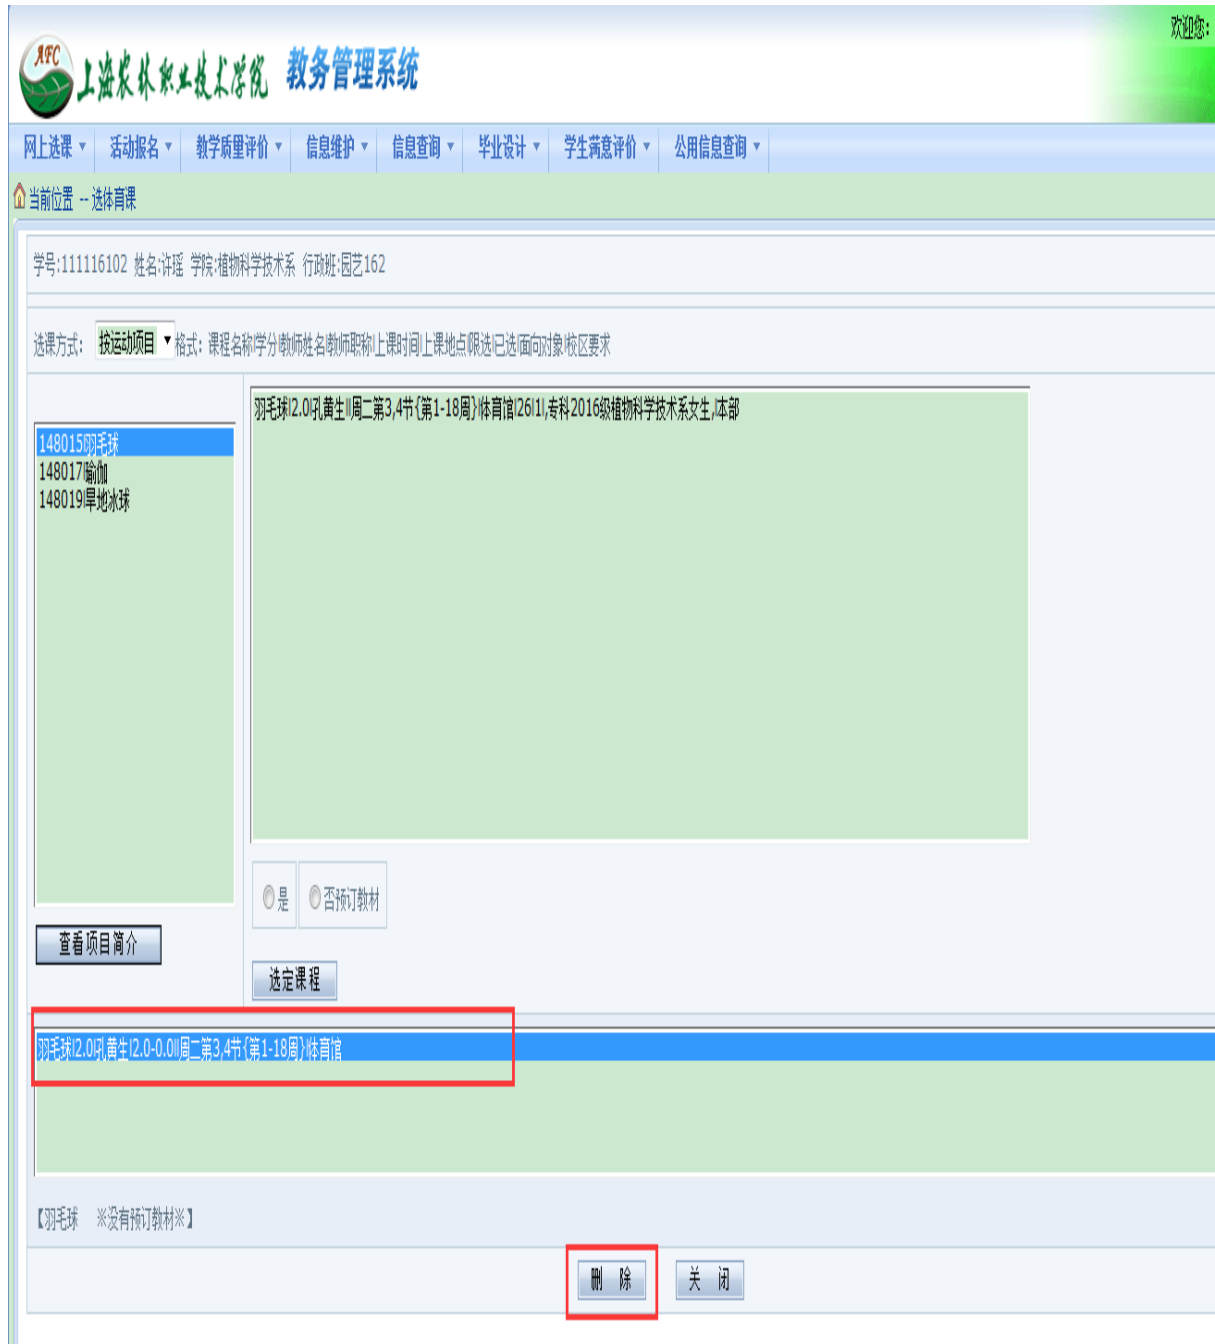 欢迎您:
AFC 上海农林职业技术学院 教务管理系统
网上选课 活动报名 教学质量评价 信息维护 信息查询 毕业设计 学生满意评价 公用信息查询
当前位置 -- 选体育课
学号:111116102 姓名:许瑶 学院:植物科学技术系 行政班:园艺162
选课方式: 按运动项目 格式: 课程名称|学分|教师姓名|教师职称|上课时间|上课地点|限选|已选|面向对象|校区要求
羽毛球|2.0|孔黄生||周二第3,4节{第1-18周}|体育馆|26|1|,专科2016级植物科学技术系女生,|本部
148015|羽毛球
148017|瑜伽
148019|旱地冰球
是 否预订教材
查看项目简介
选定课程
羽毛球|2.0|孔黄生|2.0-0.0||周二第3,4节{第1-18周}|体育馆
【羽毛球 ※没有预订教材※】
删 除 关 闭